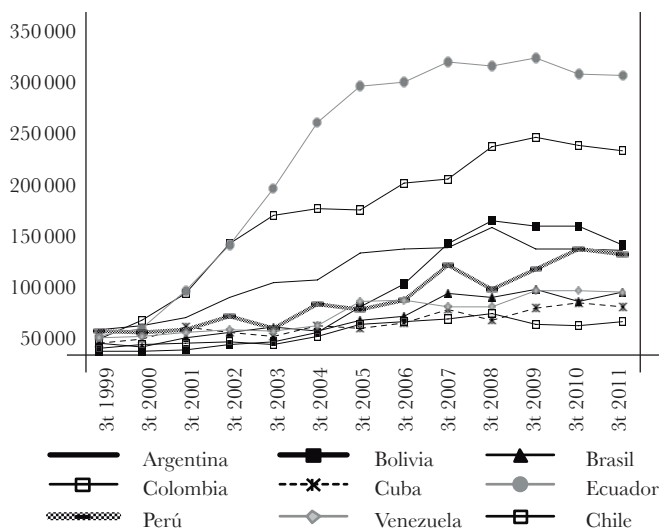 350 000
300 000
250 000
200 000
150 000
100 000
50 000
3t 1999
3t 2000
3t 2001
3t 2002
3t 2003
3t 2004
3t 2005
3t 2006
3t 2007
3t 2008
3t 2009
3t 2010
3t 2011
Argentina Bolivia Brasil
Colombia Cuba Ecuador
Perú Venezuela Chile